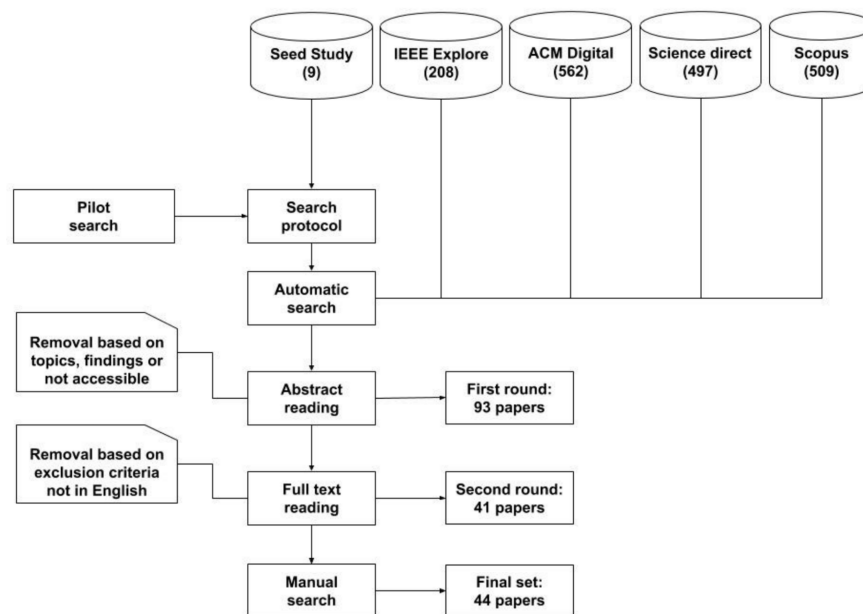 Seed Study
(9)
IEEE Explore
(208)
ACM Digital
(562)
Science direct
(497)
Scopus
(509)
Pilot
search
Search
protocol
Automatic
search
Removal based on
topics, findings or
not accessible
Abstract
reading
First round:
93 papers
Removal based on
exclusion criteria
not in English
Full text
reading
Second round:
41 papers
Manual
search
Final set:
44 papers